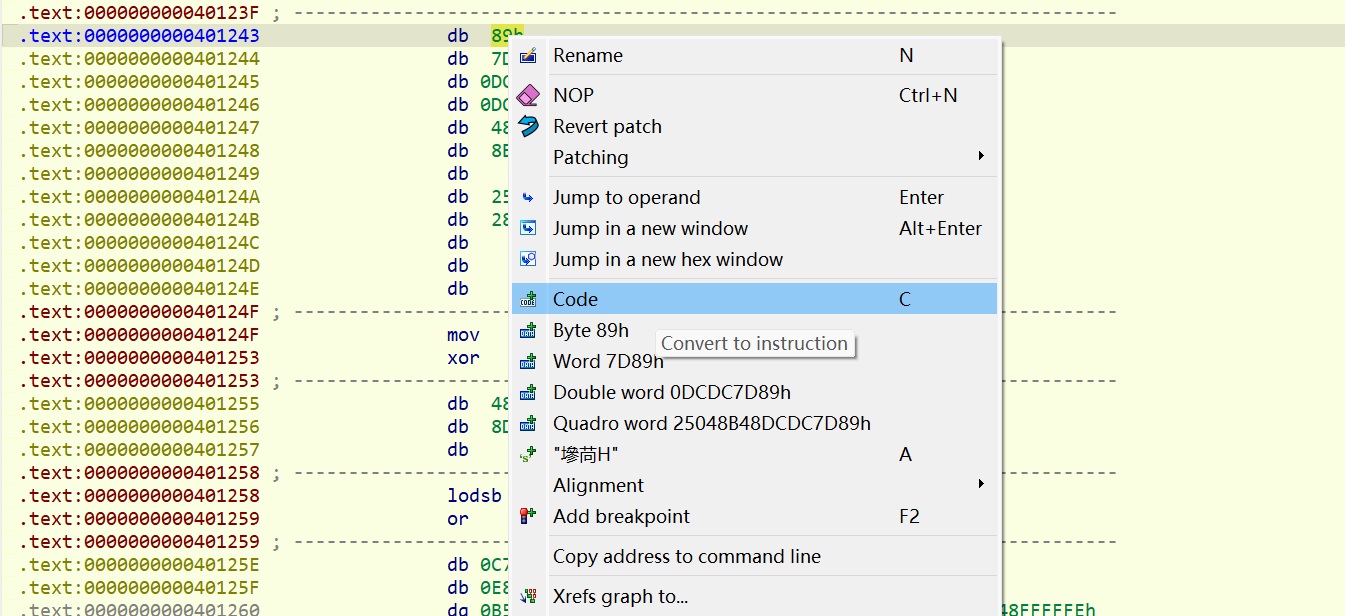 .text:000000000040123F ; ---------------------------------------------------------------
.text:0000000000401243 db 89h Rename N
.text:0000000000401244 db 7D
.text:0000000000401245 db 0DC NOP Ctrl+N
.text:0000000000401246 db 0DC
.text:0000000000401247 db 48 Revert patch
.text:0000000000401248 db 8B Patching
.text:0000000000401249 db
.text:000000000040124A db 25 Jump to operand Enter
.text:000000000040124B db 28 Jump in a new window Alt+Enter
.text:000000000040124C db
.text:000000000040124D db Jump in a new hex window
.text:000000000040124E db
.text:000000000040124F ; Code C
.text:000000000040124F mov Byte 89h
.text:0000000000401253 xor Convert to instruction
Word 7D89h
.text:0000000000401253 ;
.text:0000000000401255 db 48 Double word 0DCDC7D89h
.text:0000000000401256 db 8D Quadro word 25048B48DCDC7D89h
.text:0000000000401257 db "墋苘H" A
.text:0000000000401258 ;
.text:0000000000401258 lodsb Alignment
.text:0000000000401259 or Add breakpoint F2
.text:0000000000401259 ;
.text:000000000040125E db 0C7 Copy address to command line
.text:000000000040125F db 0E8
.text:0000000000401260 dq 0B5 Xrefs graph to... 48FFFFFEh